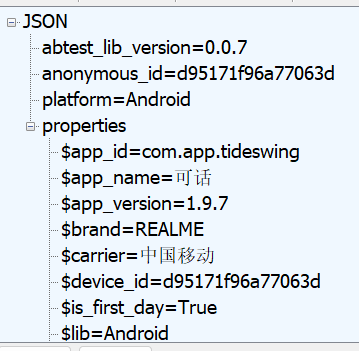 JSON
abtest_lib_version=0.0.7
anonymous_id=d95171f96a77063d
platform=Android
properties
$app_id=com.app.tideswing
$app_name=可话
$app_version=1.9.7
$brand=REALME
$carrier=中国移动
$device_id=d95171f96a77063d
$is_first_day=True
$lib=Android